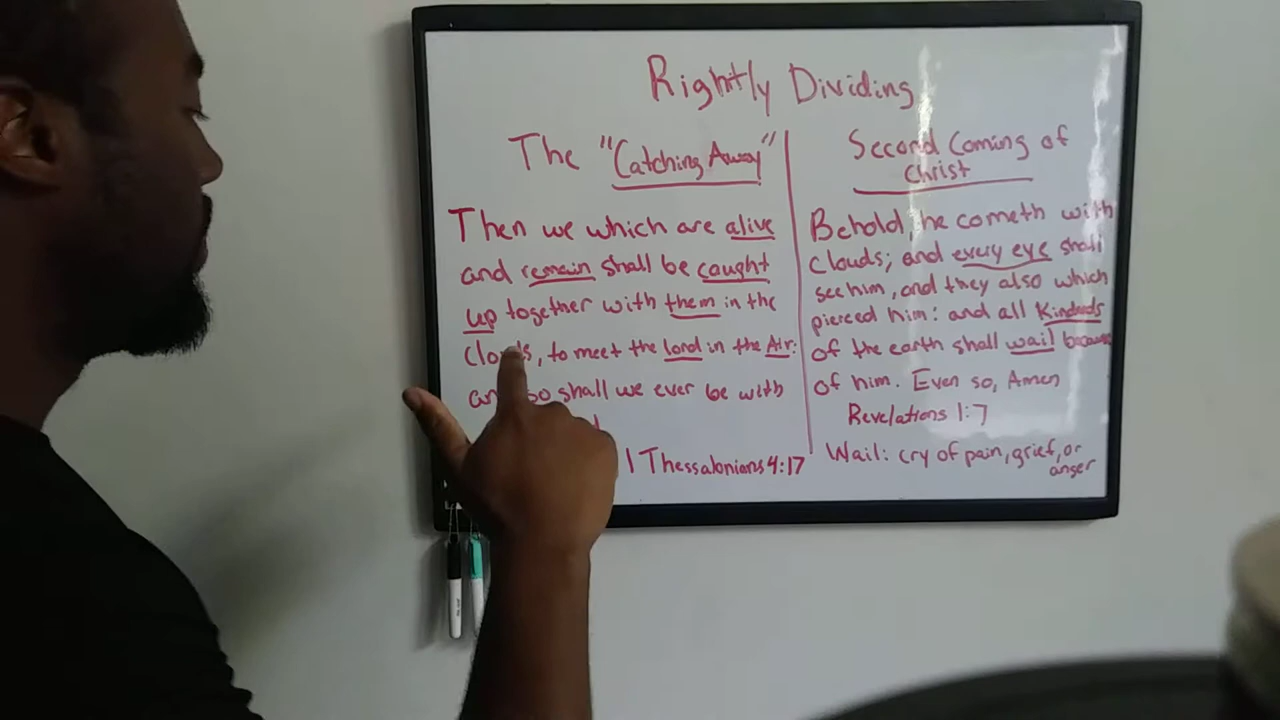 Rightly Dividing
The "Catching Away"
Then we which are alive
and remain shall be caught
up together with them in the
clouds, to meet the lord in the Air:
and so shall we ever be with
1 Thessalonians 4:17
Second Coming of
Christ
Behold he cometh with
clouds; and every eye shall
see him, and they also which
pierced him: and all Kindreds
of the earth shall wail because
of him. Even so, Amen
Revelations 1:7
Wail: cry of pain, grief, or
anger